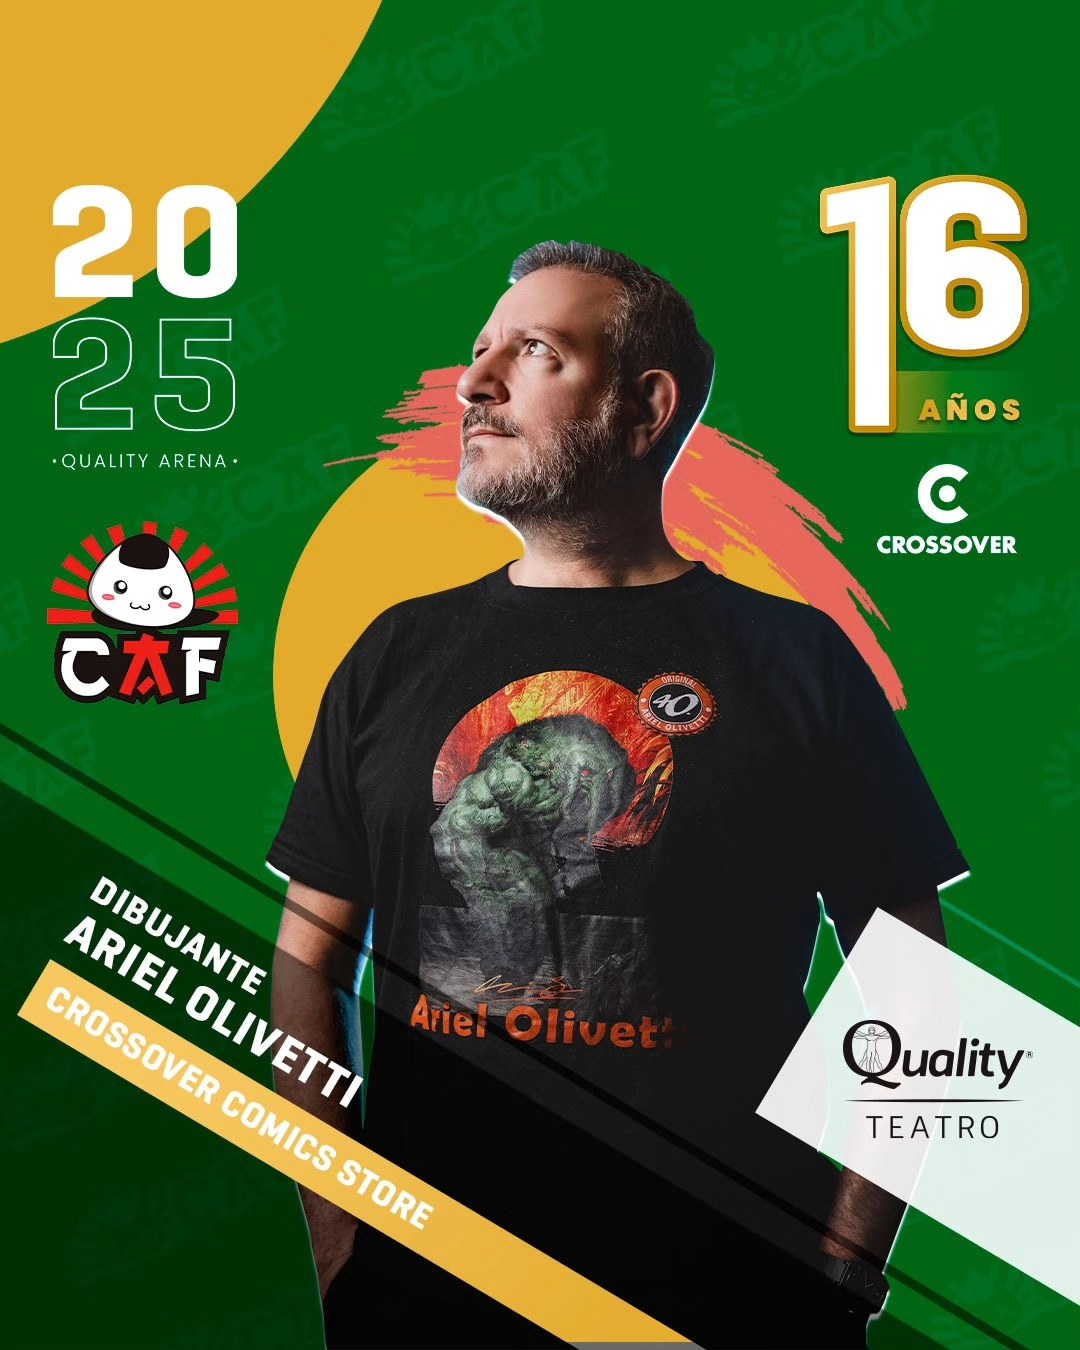 20
25
·QUALITY ARENA·
CAF
16
AÑOS
CROSSOVER
ORIGINAL
AO
ARIEL OLIVETTI
Ariel Olivetti
DIBUJANTE
ARIEL OLIVETTI
CROSSOVER COMICS STORE
Quality®
TEATRO